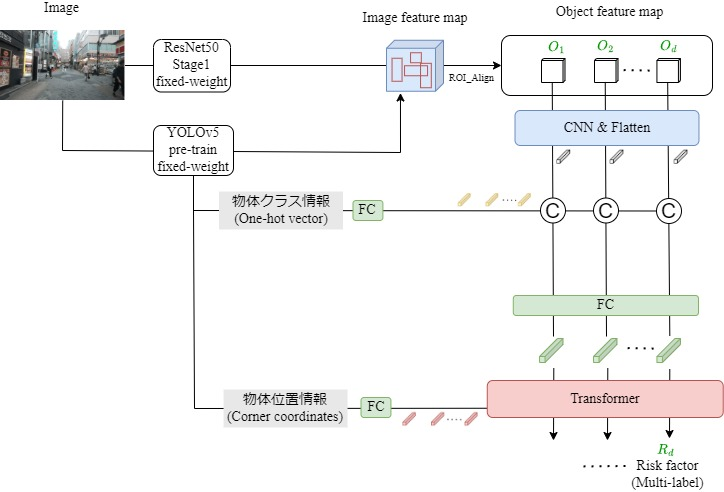 Image
Image feature map
Object feature map
ResNet50
Stage1
fixed-weight
ROI_Align
O1
O2
Od
CNN & Flatten
YOLOv5
pre-train
fixed-weight
物体クラス情報
(One-hot vector)
FC
C
C
C
FC
物体位置情報
(Corner coordinates)
FC
Transformer
Rd
Risk factor
(Multi-label)